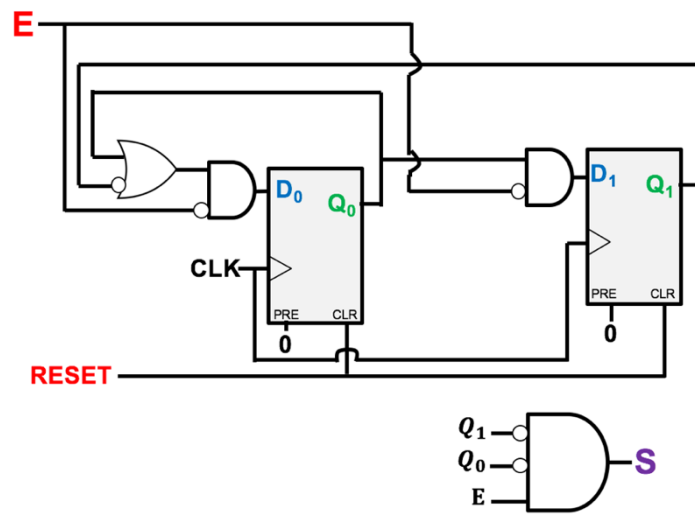 E
D₀ Q₀
D₁ Q₁
CLK
PRE CLR
0
PRE CLR
0
RESET
Q₁
Q₀ S
E